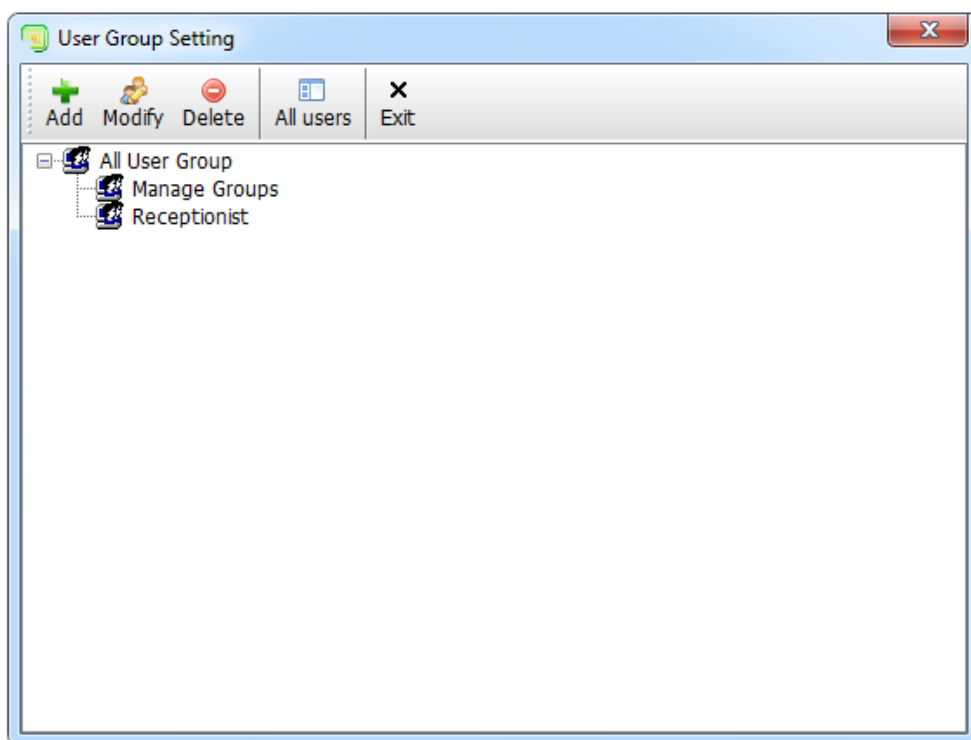 User Group Setting
Add Modify Delete All users Exit
All User Group
Manage Groups
Receptionist